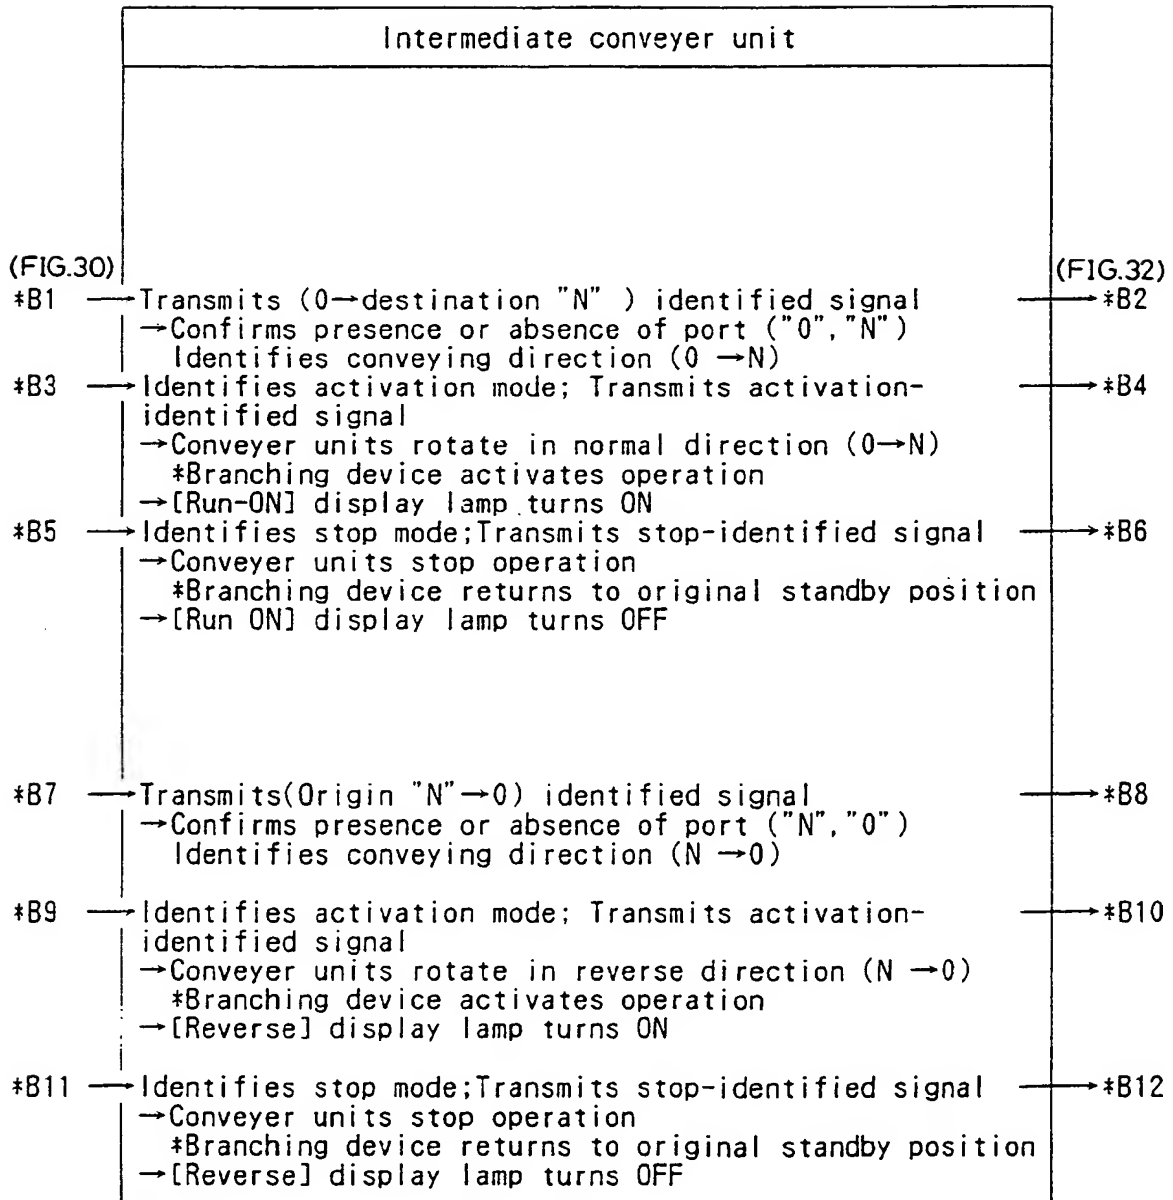 Intermediate conveyer unit
(FIG.30) (FIG.32)
*B1 →Transmits (0→destination "N" ) identified signal →*B2
→Confirms presence or absence of port ("0","N")
Identifies conveying direction (0 →N)
*B3 →Identifies activation mode; Transmits activation- →*B4
identified signal
→Conveyer units rotate in normal direction (0→N)
*Branching device activates operation
→[Run-ON] display lamp turns ON
*B5 →Identifies stop mode;Transmits stop-identified signal →*B6
→Conveyer units stop operation
*Branching device returns to original standby position
→[Run ON] display lamp turns OFF
*B7 →Transmits(Origin "N"→0) identified signal →*B8
→Confirms presence or absence of port ("N","0")
Identifies conveying direction (N →0)
*B9 →Identifies activation mode; Transmits activation- →*B10
identified signal
→Conveyer units rotate in reverse direction (N →0)
*Branching device activates operation
→[Reverse] display lamp turns ON
*B11 →Identifies stop mode;Transmits stop-identified signal →*B12
→Conveyer units stop operation
*Branching device returns to original standby position
→[Reverse] display lamp turns OFF